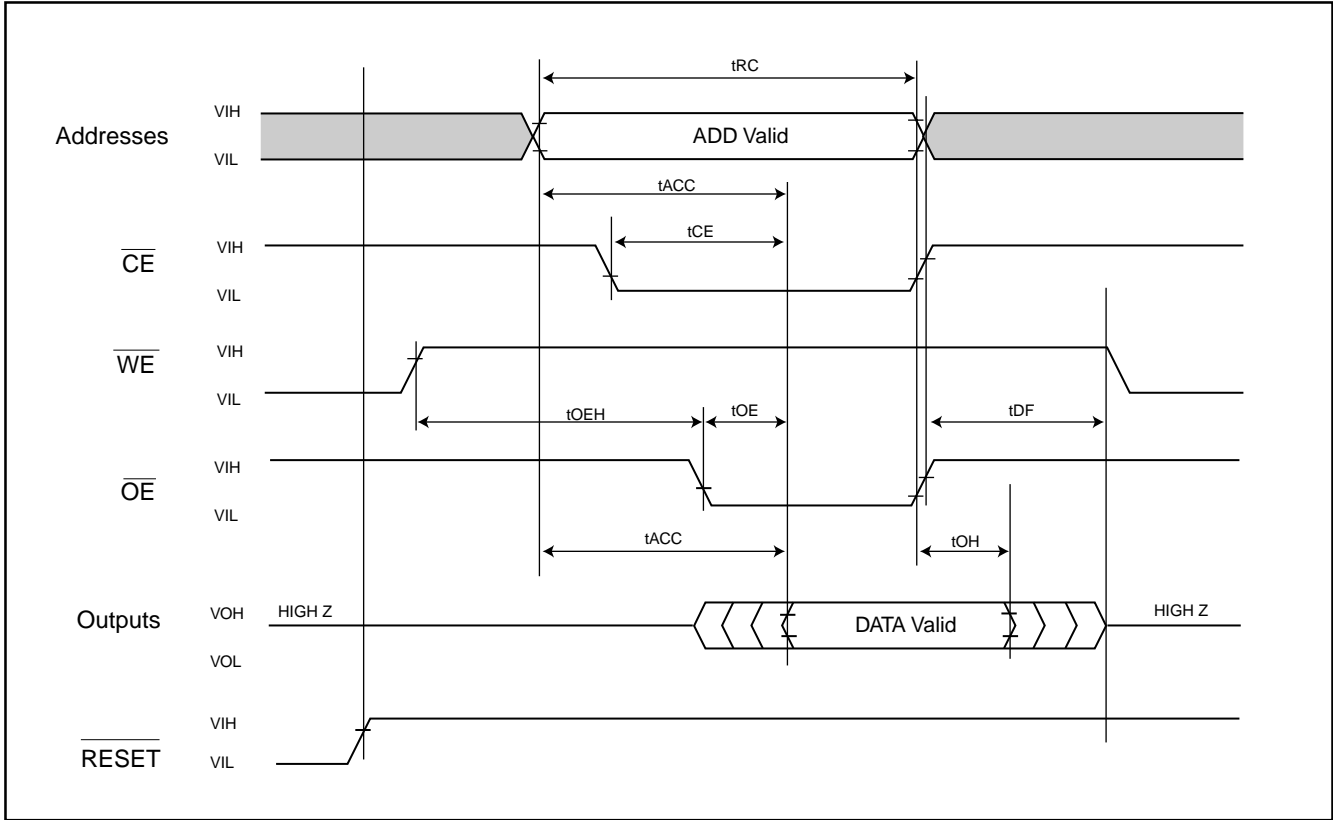 tRC
Addresses
VIH
VIL
ADD Valid
tACC
CE
VIH
VIL
tCE
WE
VIH
VIL
tOEH
tOE
tDF
OE
VIH
VIL
tACC
tOH
Outputs
VOH
VOL
HIGH Z
DATA Valid
HIGH Z
RESET
VIH
VIL